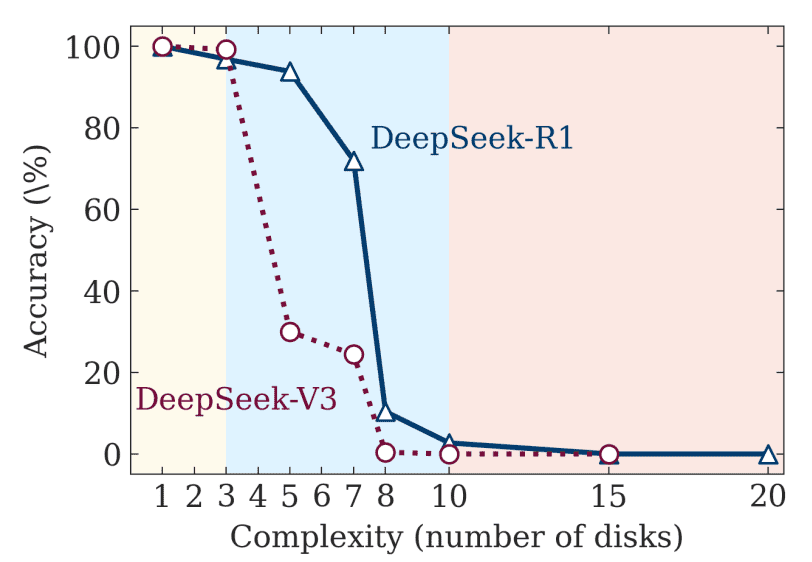 Accuracy (\%)
100
80
60
40
20
0
DeepSeek-R1
DeepSeek-V3
1 2 3 4 5 6 7 8 10 15 20
Complexity (number of disks)